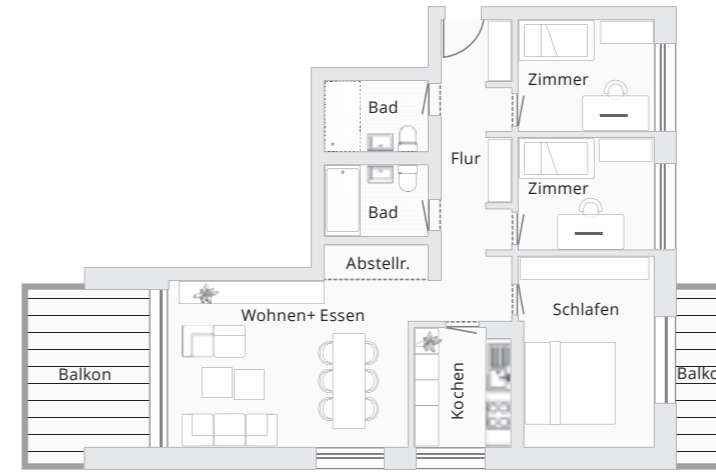 Zimmer
Bad
Flur
Zimmer
Bad
Abstellr.
Schlafen
Wohnen+ Essen
Balkon
Kochen
Balko